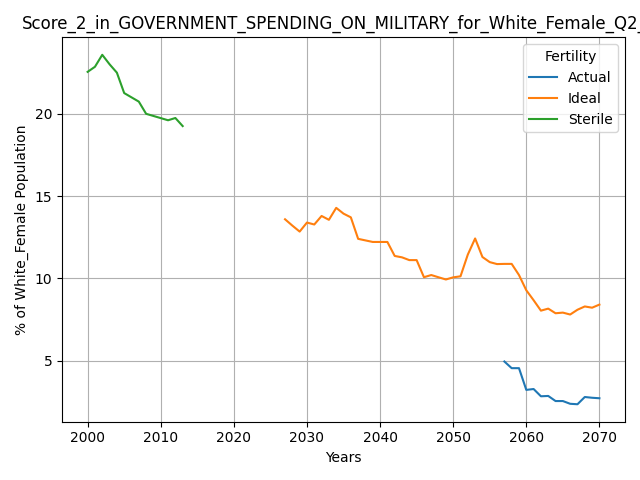 Score_2_in_GOVERNMENT_SPENDING_ON_MILITARY_for_White_Female_Q2_
Fertility
Actual
Ideal
Sterile
% of White_Female Population
20
15
10
5
2000 2010 2020 2030 2040 2050 2060 2070
Years